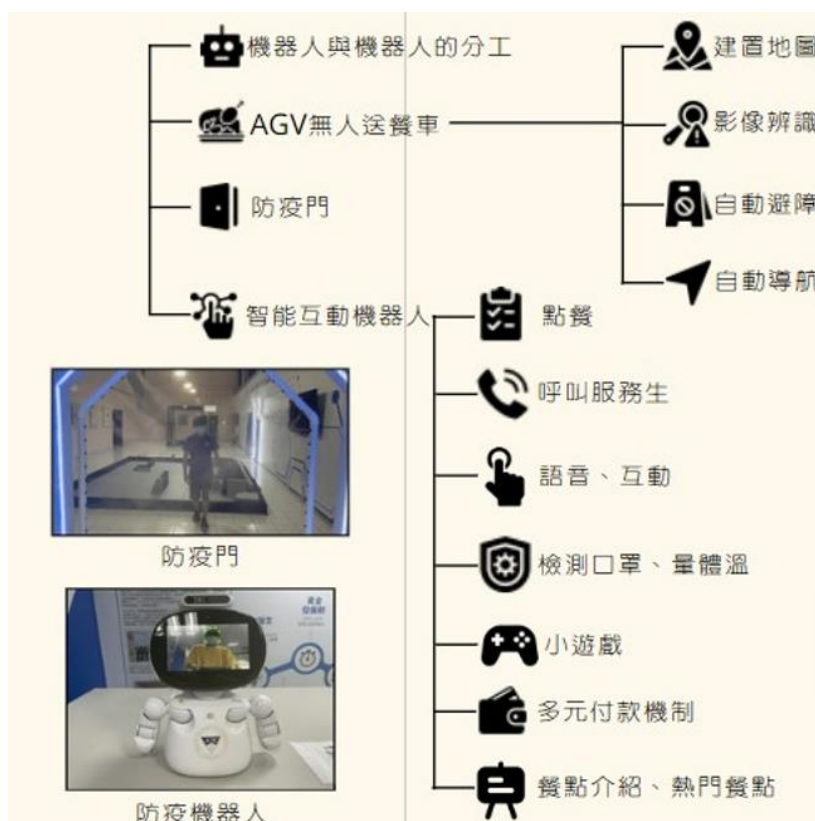 機器人與機器人的分工
AGV無人送餐車
防疫門
智能互動機器人
建置地圖
影像辨識
自動避障
自動導航
點餐
呼叫服務生
語音、互動
檢測口罩、量體溫
小遊戲
多元付款機制
餐點介紹、熱門餐點
防疫門
防疫機器人